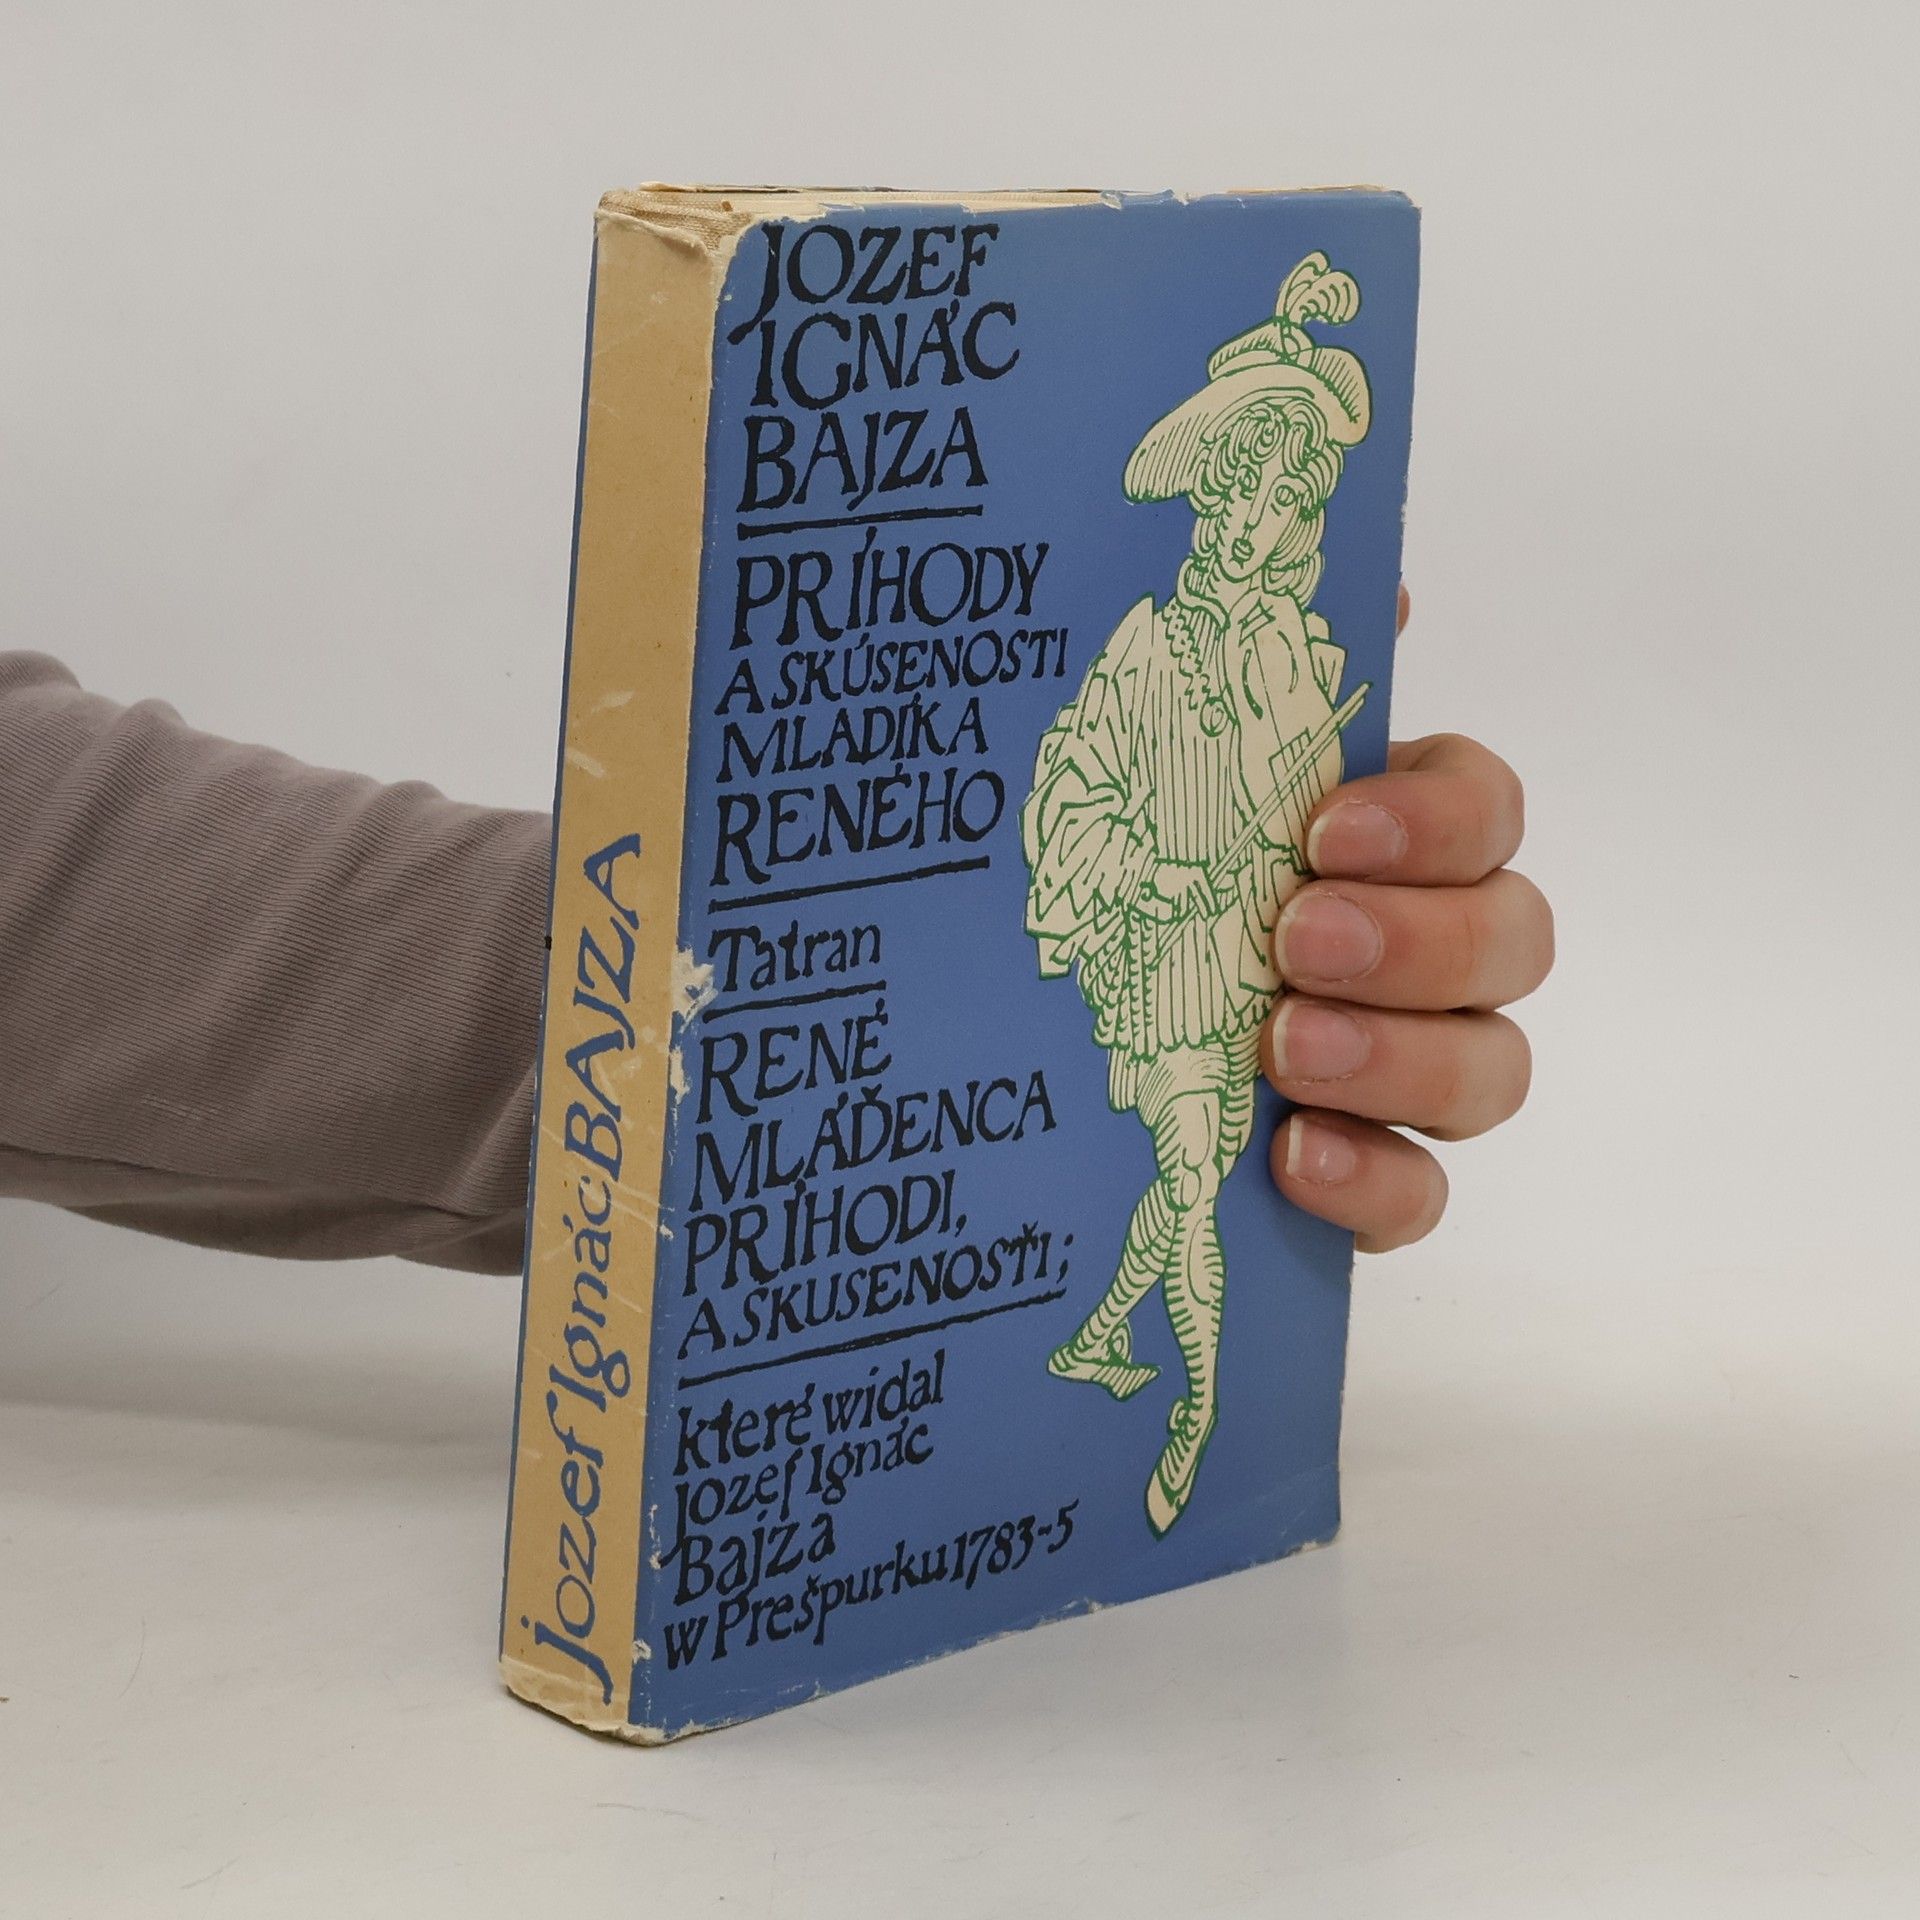 Jozef Ignác BAJZA
JOZEF
IGNÁC
BAJZA
PRÍHODY
A SKÚSENOSTI
MLADÍKA
RENÉHO
Tatran
RENÉ
MLÁĎENCA
PRÍHODI,
A SKUSENOSŤI;
které widal
Jozef Ignác
Bajza
w Prešpurku 1783-5